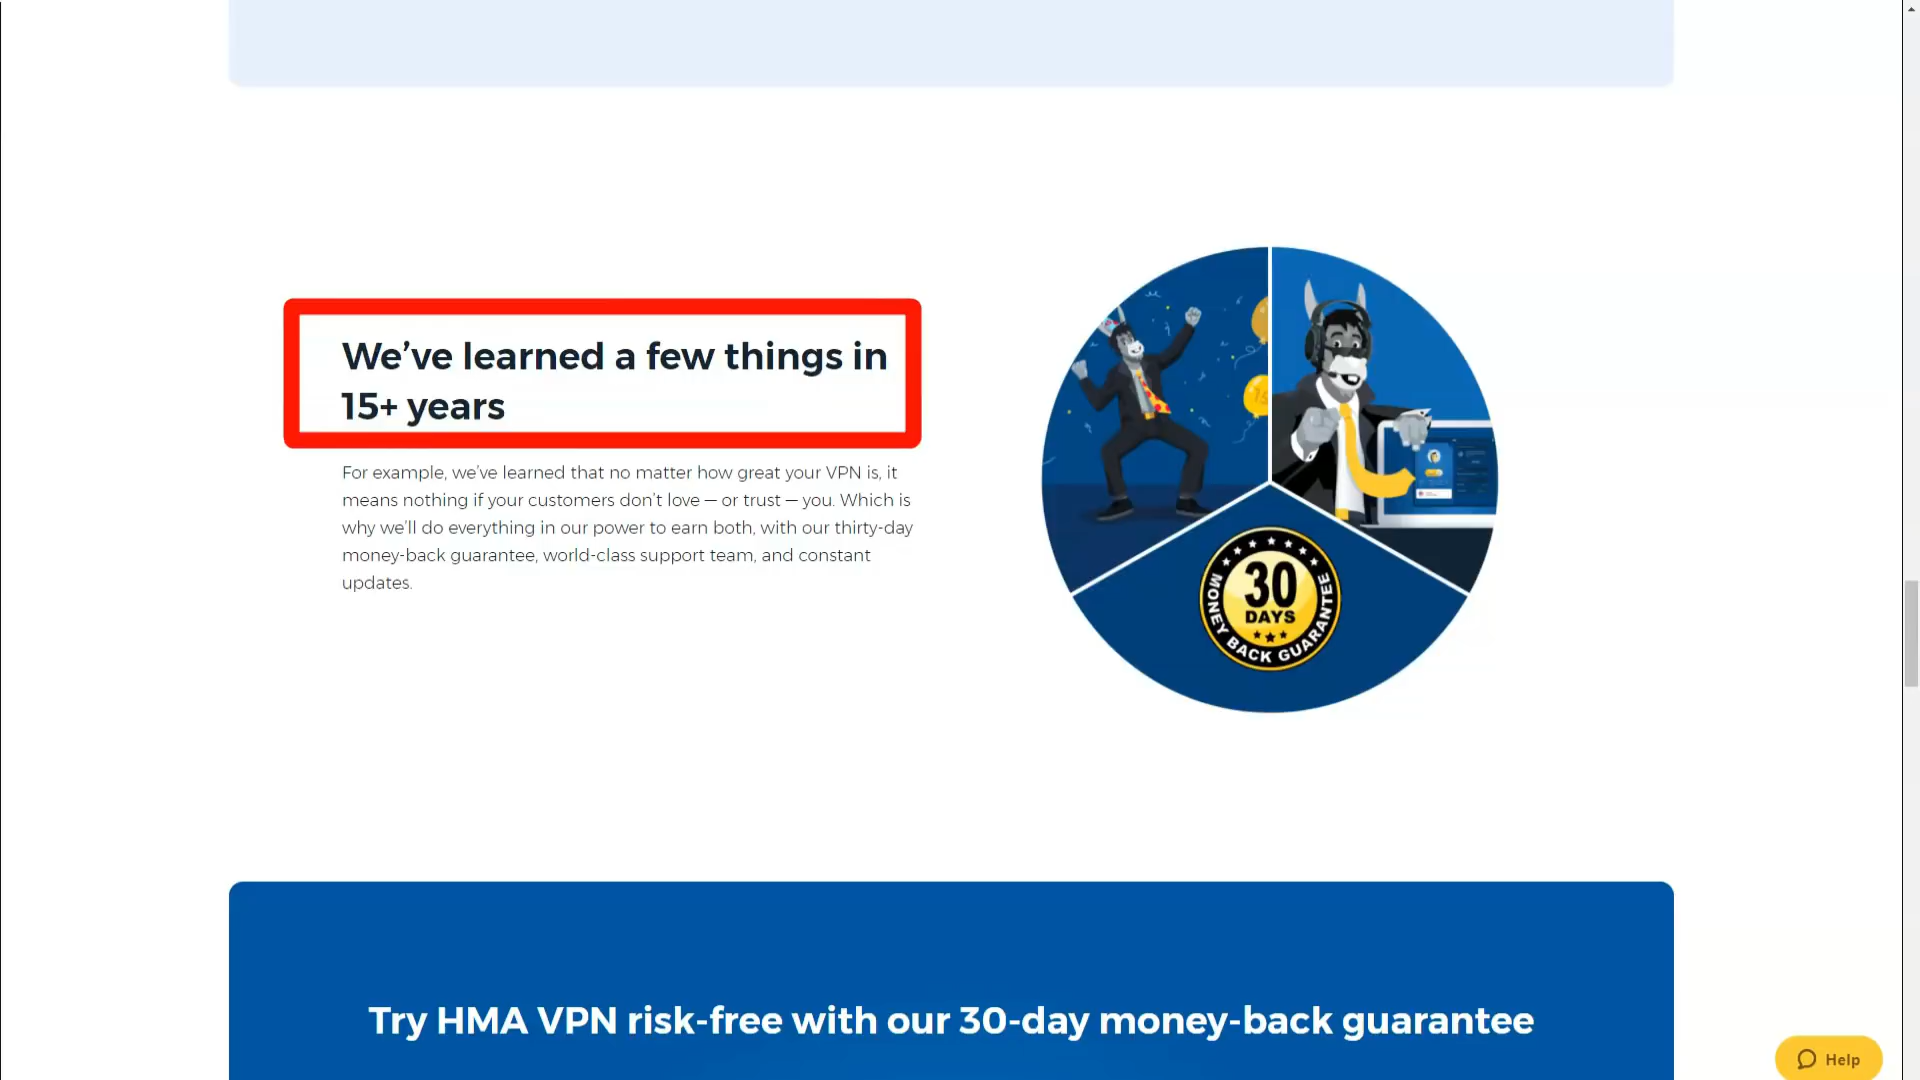 We’ve learned a few things in
15+ years
For example, we’ve learned that no matter how great your VPN is, it
means nothing if your customers don’t love — or trust — you. Which is
why we’ll do everything in our power to earn both, with our thirty-day
money-back guarantee, world-class support team, and constant
updates.
15
30
DAYS
MONEY BACK GUARANTEE
Try HMA VPN risk-free with our 30-day money-back guarantee
Help